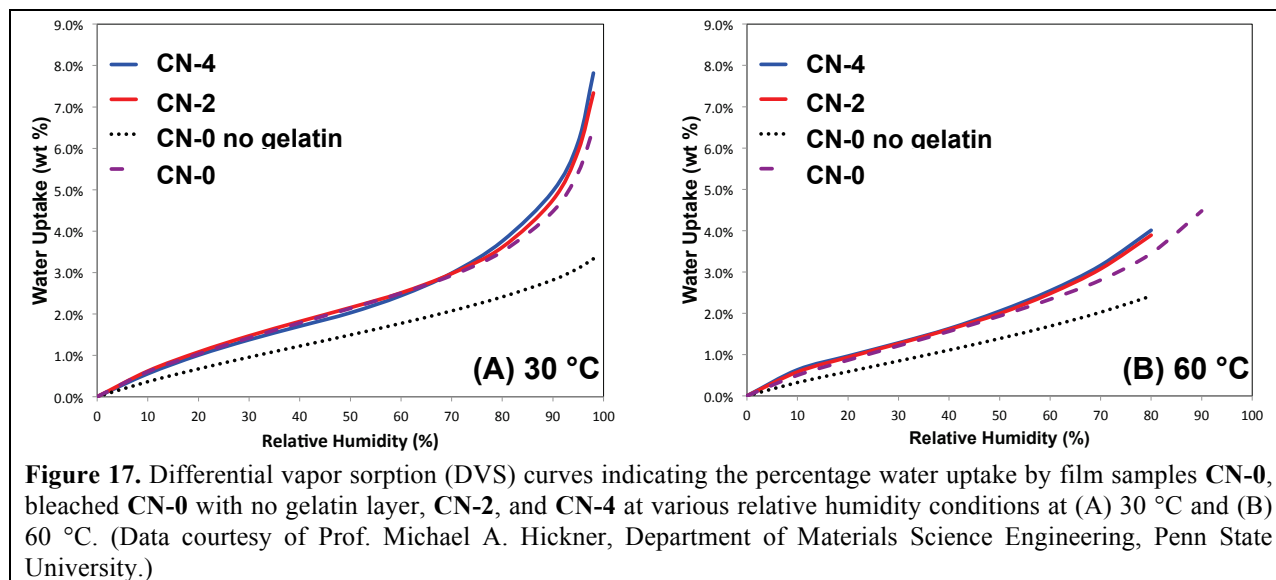 9.0%
8.0%
7.0%
6.0%
5.0%
4.0%
3.0%
2.0%
1.0%
0.0%
Water Uptake (wt %)
CN-4
CN-2
CN-0 no gelatin
CN-0
(A) 30 °C
0 10 20 30 40 50 60 70 80 90 100
Relative Humidity (%)
9.0%
8.0%
7.0%
6.0%
5.0%
4.0%
3.0%
2.0%
1.0%
0.0%
Water Uptake (wt %)
CN-4
CN-2
CN-0 no gelatin
CN-0
(B) 60 °C
0 10 20 30 40 50 60 70 80 90 100
Relative Humidity (%)
Figure 17. Differential vapor sorption (DVS) curves indicating the percentage water uptake by film samples CN-0,
bleached CN-0 with no gelatin layer, CN-2, and CN-4 at various relative humidity conditions at (A) 30 °C and (B)
60 °C. (Data courtesy of Prof. Michael A. Hickner, Department of Materials Science Engineering, Penn State
University.)